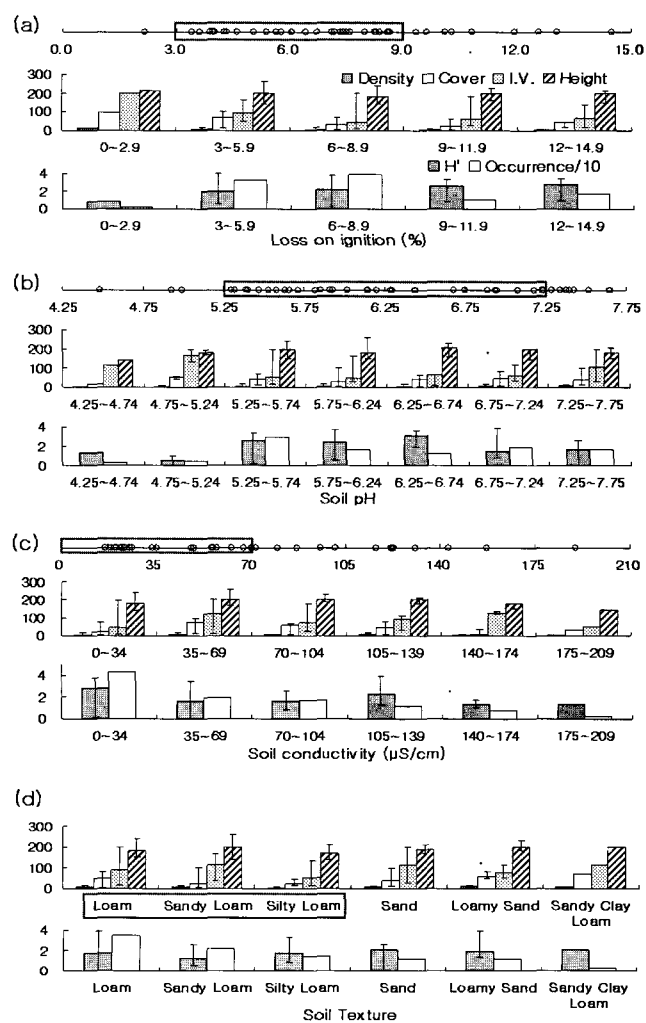 (a)
0.0 3.0 6.0 9.0 12.0 15.0
300
200
100
0
Density Cover I.V. Height
0~2.9 3~5.9 6~8.9 9~11.9 12~14.9
4
2
0
H' Occurrence/10
0~2.9 3~5.9 6~8.9 9~11.9 12~14.9
Loss on ignition (%)
(b)
4.25 4.75 5.25 5.75 6.25 6.75 7.25 7.75
300
200
100
0
4.25~4.74 4.75~5.24 5.25~5.74 5.75~6.24 6.25~6.74 6.75~7.24 7.25~7.75
4
2
0
4.25~4.74 4.75~5.24 5.25~5.74 5.75~6.24 6.25~6.74 6.75~7.24 7.25~7.75
Soil pH
(c)
0 35 70 105 143 175 210
300
200
100
0
0~34 35~69 70~104 105~139 140~174 175~209
4
2
0
0~34 35~69 70~104 105~139 140~174 175~209
Soil conductivity (μS/cm)
(d)
300
200
100
0
Loam Sandy Loam Silty Loam Sand Loamy Sand Sandy Clay
Loam
4
2
0
Loam Sandy Loam Silty Loam Sand Loamy Sand Sandy Clay
Loam
Soil Texture